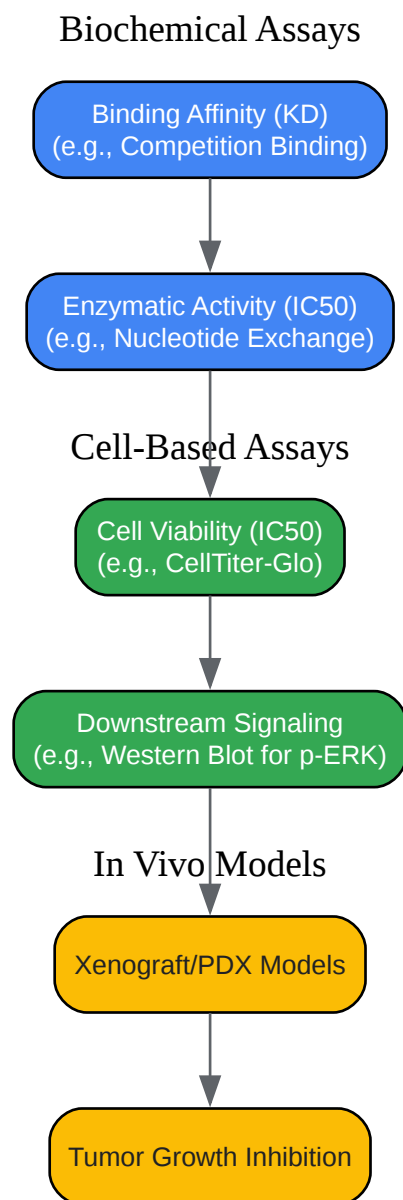 Biochemical Assays
Binding Affinity (KD)
(e.g., Competition Binding)
Enzymatic Activity (IC50)
(e.g., Nucleotide Exchange)
Cell-Based Assays
Cell Viability (IC50)
(e.g., CellTiter-Glo)
Downstream Signaling
(e.g., Western Blot for p-ERK)
In Vivo Models
Xenograft/PDX Models
Tumor Growth Inhibition